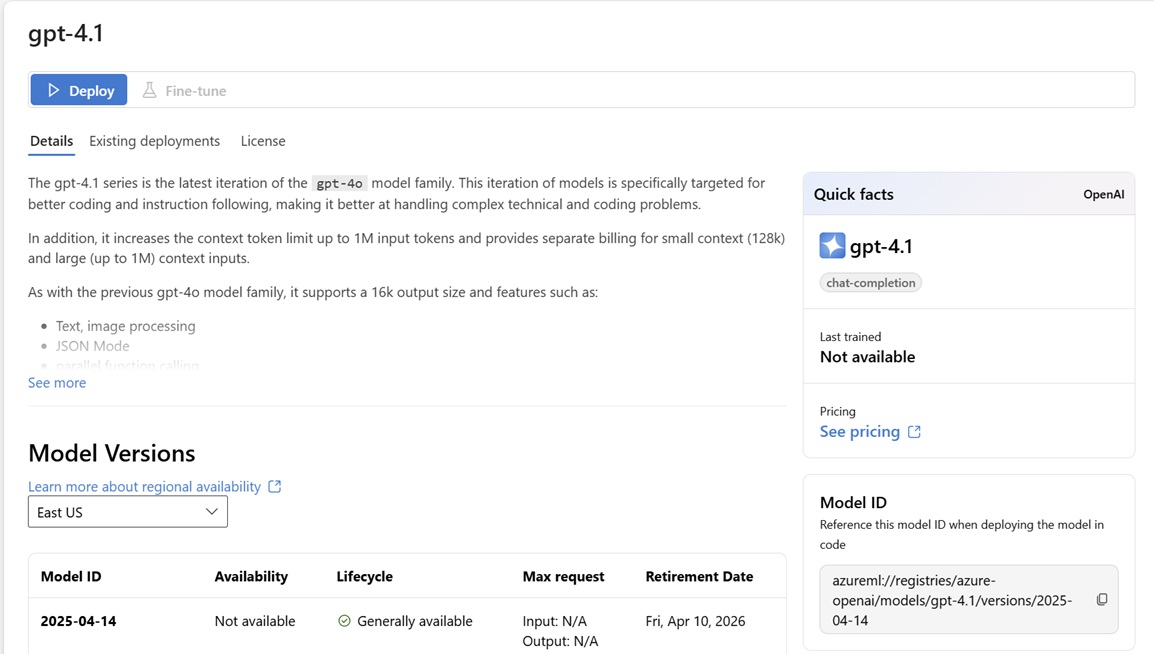 gpt-4.1
Deploy
Fine-tune
Details Existing deployments License
The gpt-4.1 series is the latest iteration of the gpt-4o model family. This iteration of models is specifically targeted for
better coding and instruction following, making it better at handling complex technical and coding problems.
In addition, it increases the context token limit up to 1M input tokens and provides separate billing for small context (128k)
and large (up to 1M) context inputs.
As with the previous gpt-4o model family, it supports a 16k output size and features such as:
• Text, image processing
• JSON Mode
• parallel function calling
See more
Model Versions
Learn more about regional availability
East US
Model ID Availability Lifecycle Max request Retirement Date
2025-04-14 Not available Generally available Input: N/A Fri, Apr 10, 2026
Output: N/A
Quick facts OpenAI
gpt-4.1
chat-completion
Last trained
Not available
Pricing
See pricing
Model ID
Reference this model ID when deploying the model in
code
azureml://registries/azure-
openai/models/gpt-4.1/versions/2025-
04-14